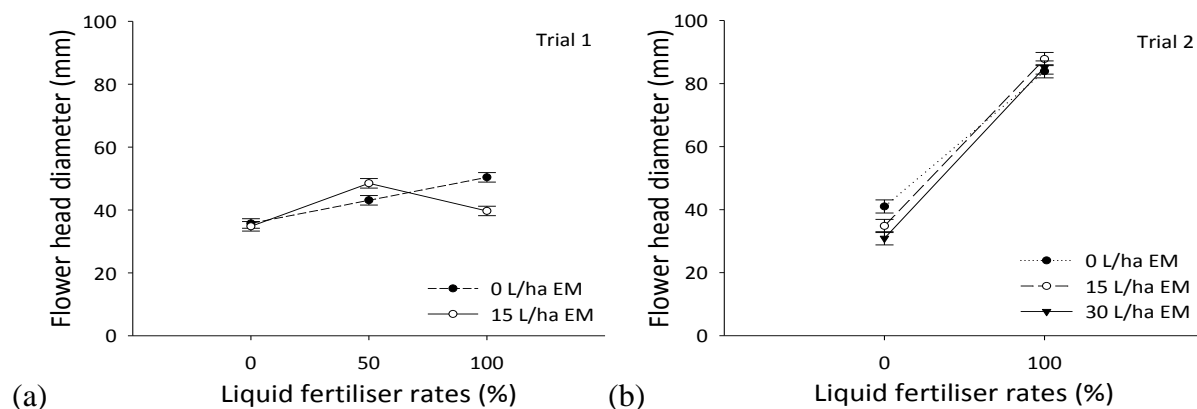 Flower head diameter (mm)
100
80
60
40
20
0
Trial 1
0 L/ha EM
15 L/ha EM
0
50
100
Liquid fertiliser rates (%)
(a)
Flower head diameter (mm)
100
80
60
40
20
0
Trial 2
0 L/ha EM
15 L/ha EM
30 L/ha EM
0
100
Liquid fertiliser rates (%)
(b)